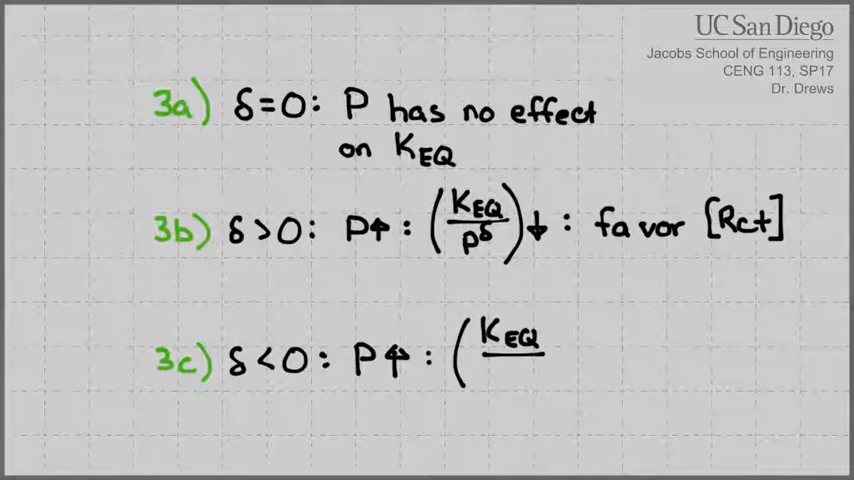 UC San Diego
Jacobs School of Engineering
CENG 113, SP17
Dr. Drews
3a) δ=0: P has no effect
on K_EQ
3b) δ>0: P↑: (K_EQ/P^δ)↓: favor [Rct]
3c) δ<0: P↑: (K_EQ